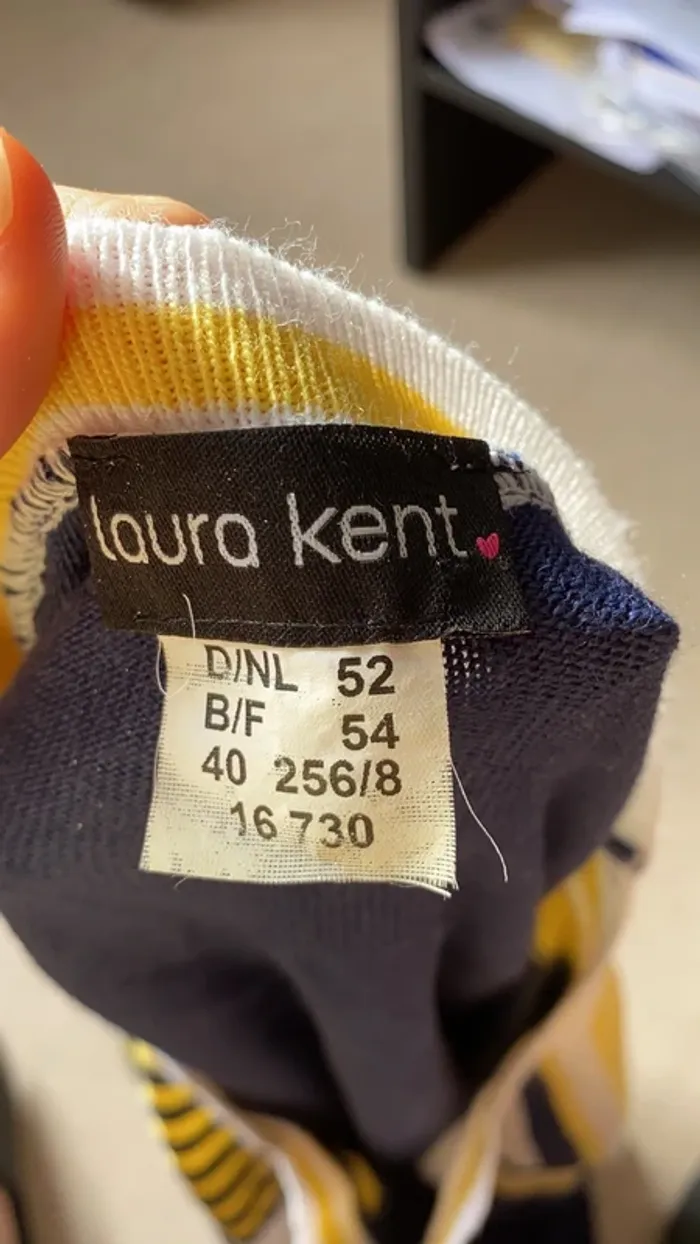 laura kent
D/NL 52
B/F 54
40 256/8
16 730